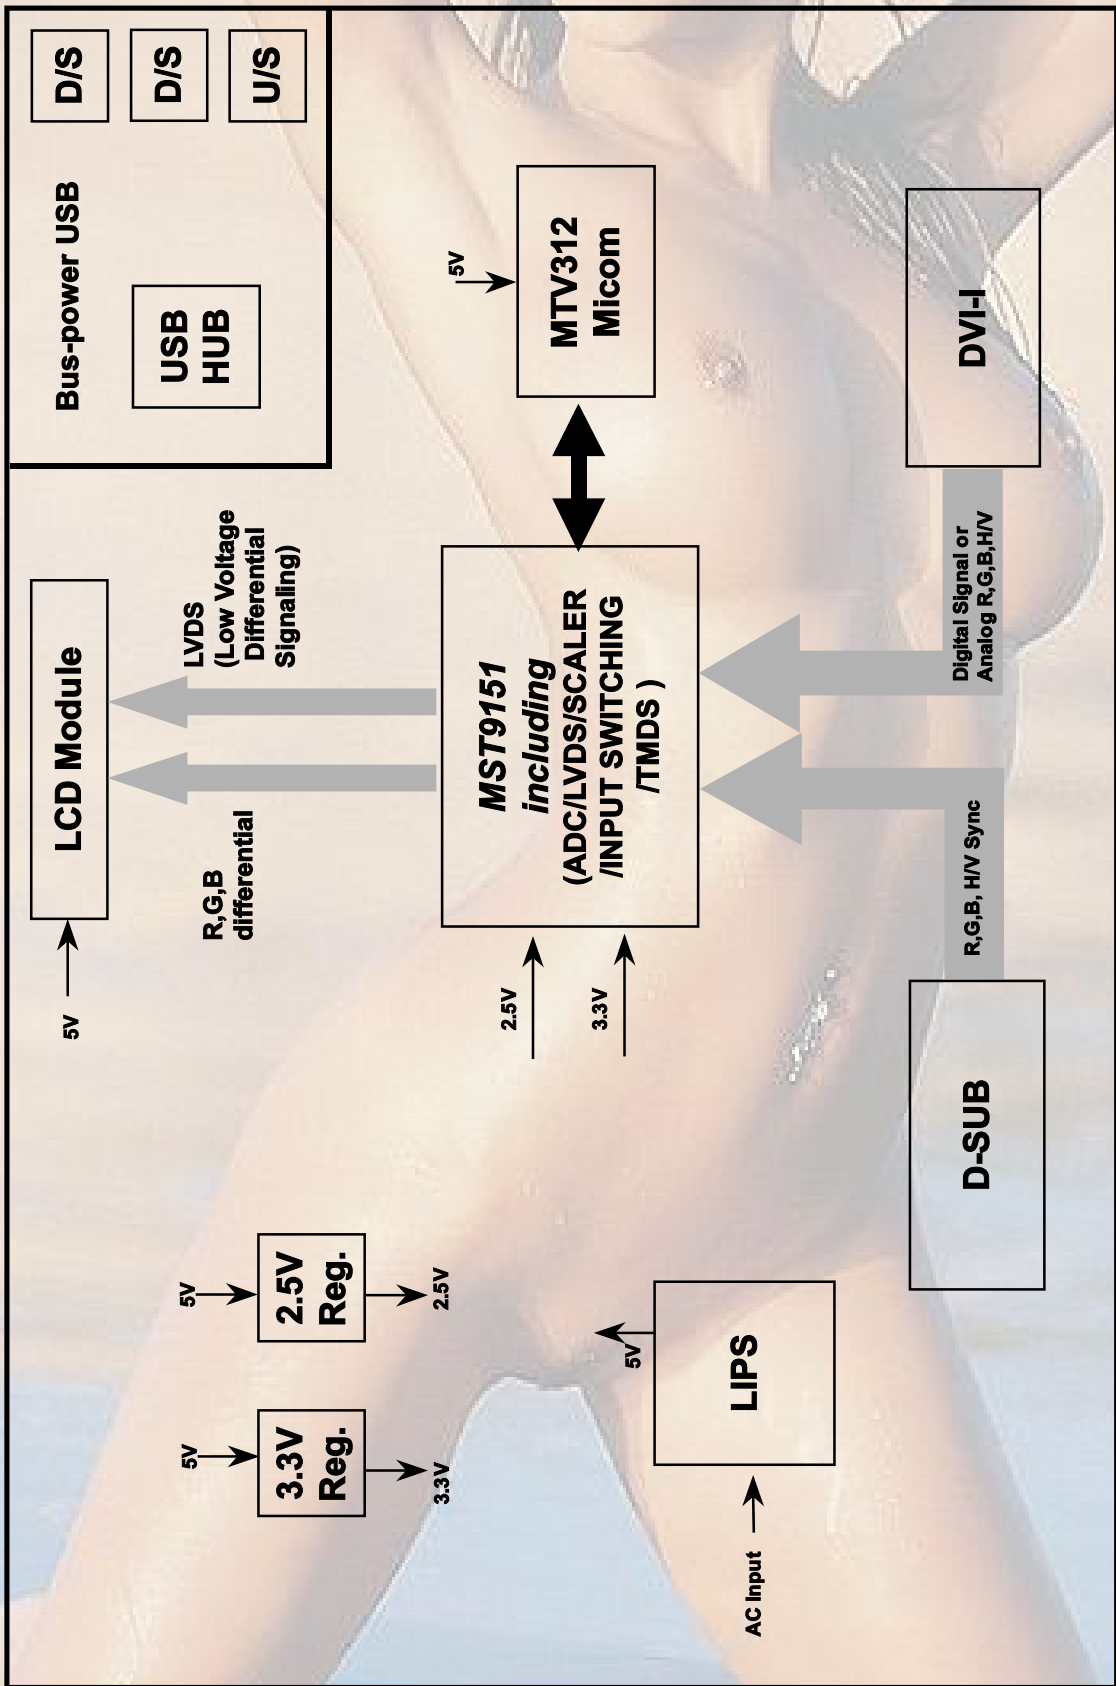 D/S
D/S
U/S
Bus-power USB
USB
HUB
5V
MTV312
Micom
DVI-I
LVDS
(Low Voltage
Differential
Signaling)
LCD Module
5V
R,G,B
differential
MST9151
including
(ADC/LVDS/SCALER
/INPUT SWITCHING
/TMDS )
2.5V
3.3V
Digital Signal or
Analog R,G,B,H/V
R,G,B, H/V Sync
D-SUB
5V
2.5V
Reg.
2.5V
5V
3.3V
Reg.
3.3V
5V
LIPS
AC Input